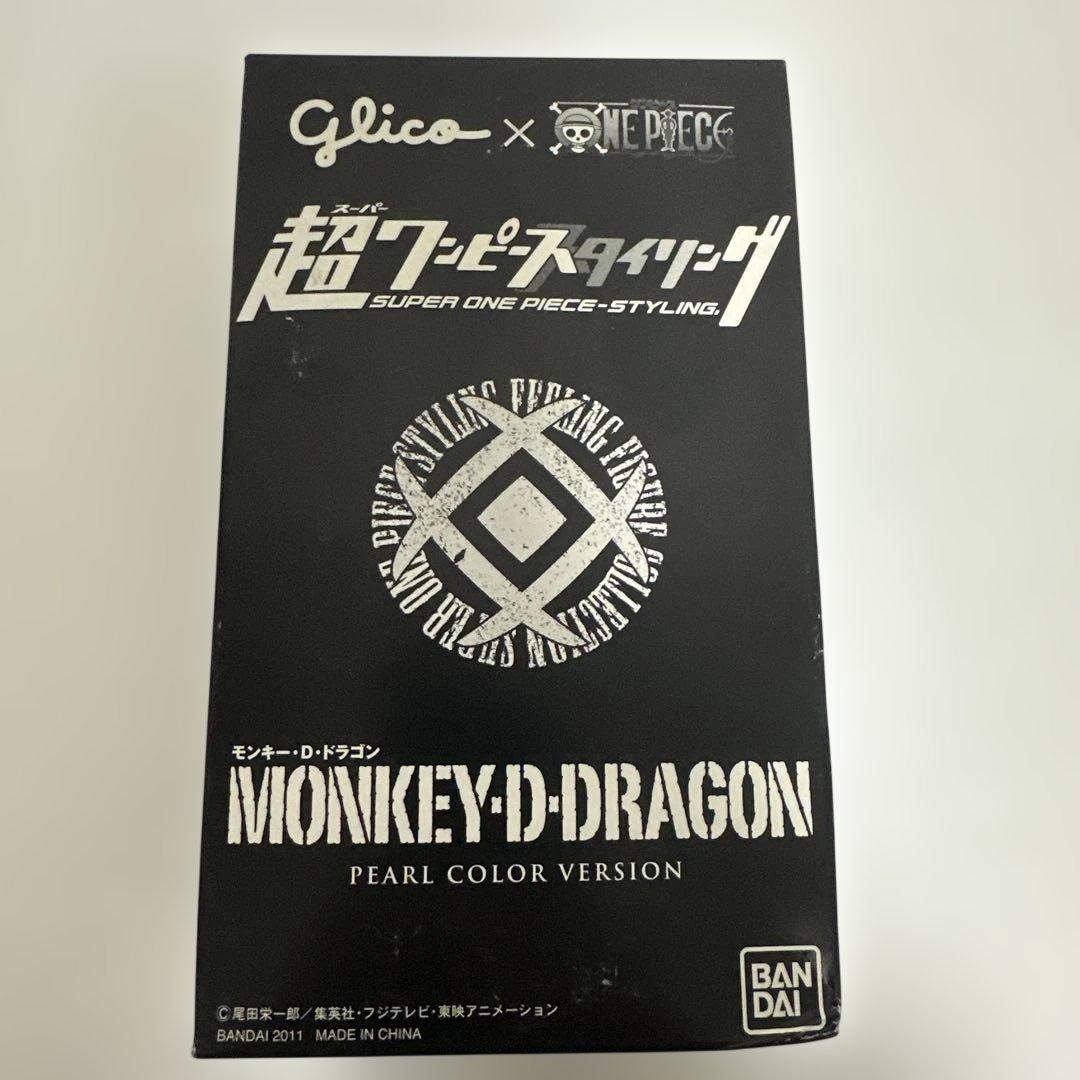 glico × ONE PIECE
スーパー
超ワンピーススタイリング
SUPER ONE PIECE-STYLING.
SUPER ONE PIECE STYLING FEELING FIGURE COLLECTION
モンキー・D・ドラゴン
MONKEY・D・DRAGON
PEARL COLOR VERSION
BAN
DAI
©尾田栄一郎／集英社・フジテレビ・東映アニメーション
BANDAI 2011 MADE IN CHINA